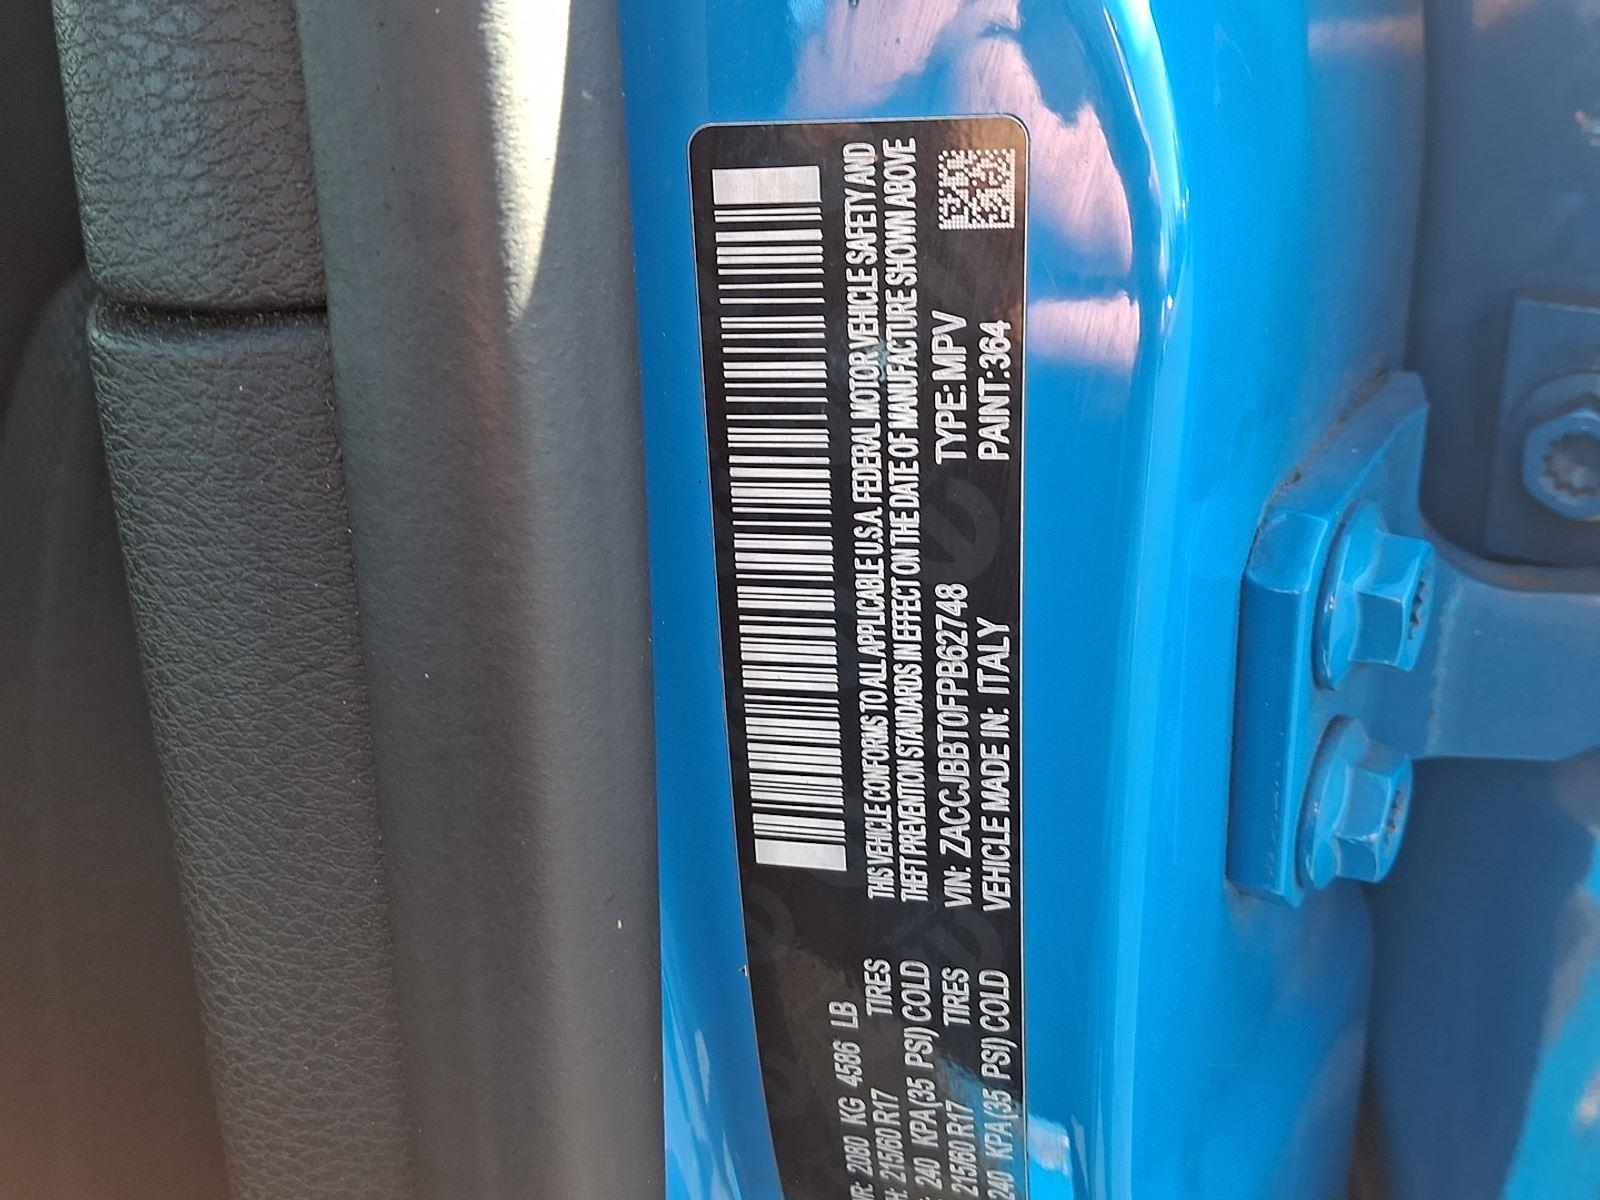 VR: 2080 KG 4586 LB
H: 215/60 R17 TIRES
240 KPA(35 PSI) COLD
215/60 R17 TIRES
240 KPA(35 PSI) COLD
THIS VEHICLE CONFORMS TO ALL APPLICABLE U.S.A. FEDERAL MOTOR VEHICLE SAFETY AND
THEFT PREVENTION STANDARDS IN EFFECT ON THE DATE OF MANUFACTURE SHOWN ABOVE
VIN: ZACCJBBT0FPB62748 TYPE: MPV
VEHICLE MADE IN: ITALY PAINT:364